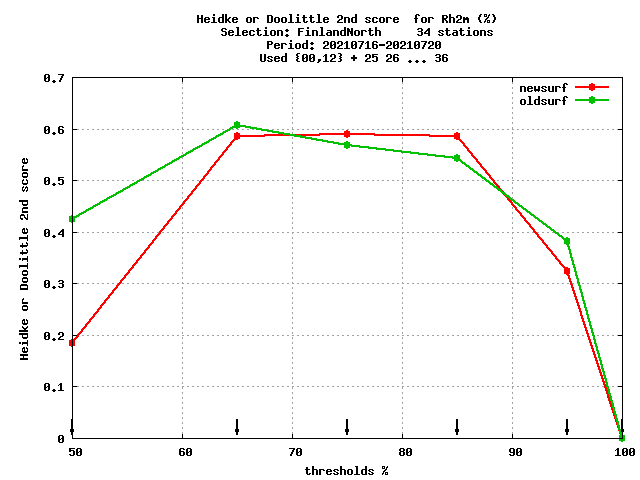 Heidke or Doolittle 2nd score for Rh2m (%)
Selection: FinlandNorth 34 stations
Period: 20210716-20210720
Used {00,12} + 25 26 ... 36
newsurf
oldsurf
Heidke or Doolittle 2nd score
0.7
0.6
0.5
0.4
0.3
0.2
0.1
0
50 60 70 80 90 100
thresholds %